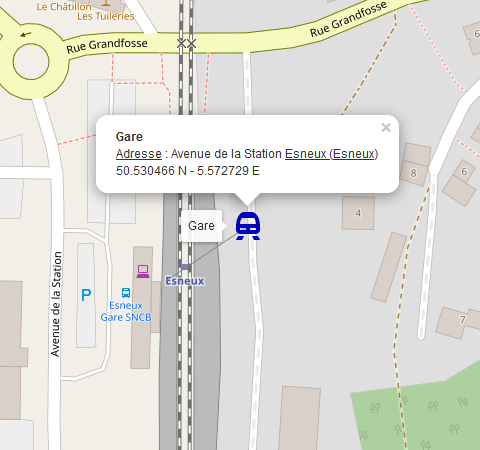 Le Châtillon
Les Tuileries
Rue Grandfosse
Rue Grandfosse
6
×
Gare
Adresse : Avenue de la Station Esneux (Esneux)
50.530466 N - 5.572729 E
8
6
4
Gare
Esneux
P
Esneux
Gare SNCB
Avenue de la Station
7